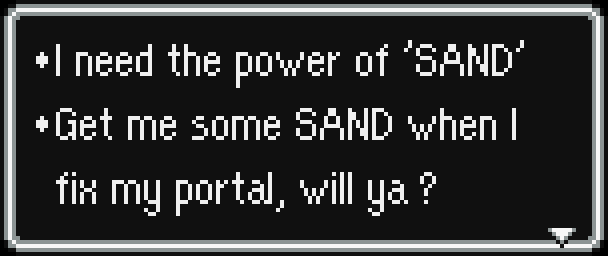 •I need the power of 'SAND'
•Get me some SAND when I
fix my portal, will ya?